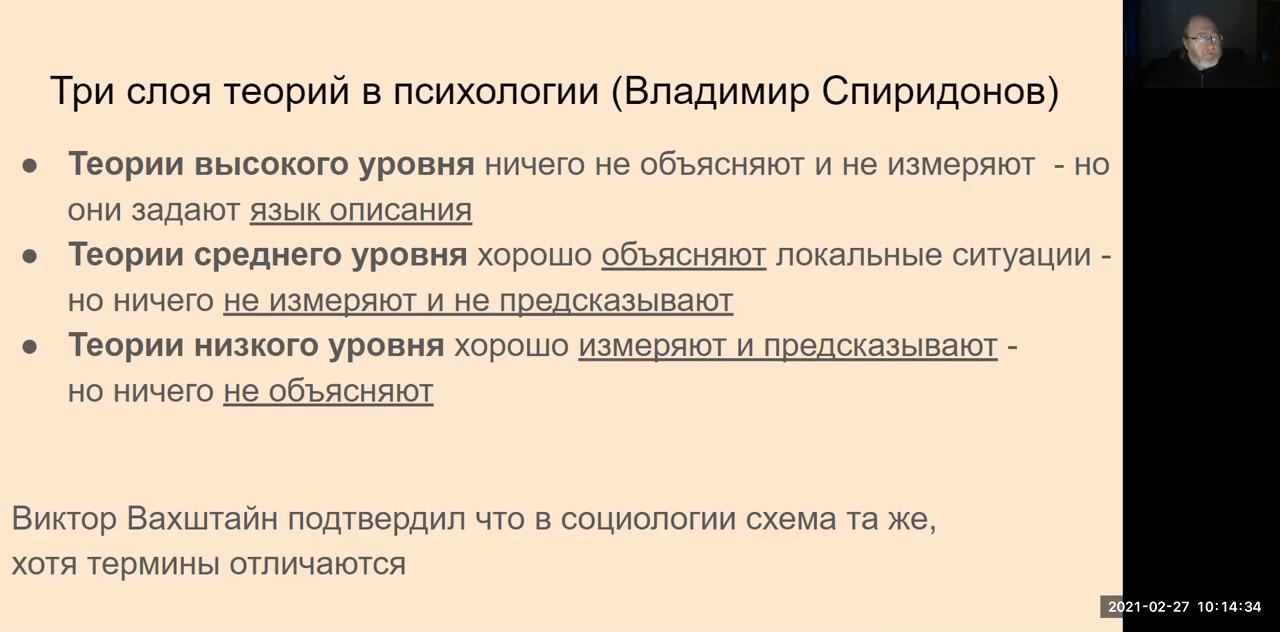 Три слоя теорий в психологии (Владимир Спиридонов)
● Теории высокого уровня ничего не объясняют и не измеряют - но
они задают язык описания
● Теории среднего уровня хорошо объясняют локальные ситуации -
но ничего не измеряют и не предсказывают
● Теории низкого уровня хорошо измеряют и предсказывают -
но ничего не объясняют
Виктор Вахштайн подтвердил что в социологии схема та же,
хотя термины отличаются
2021-02-27 10:14:34